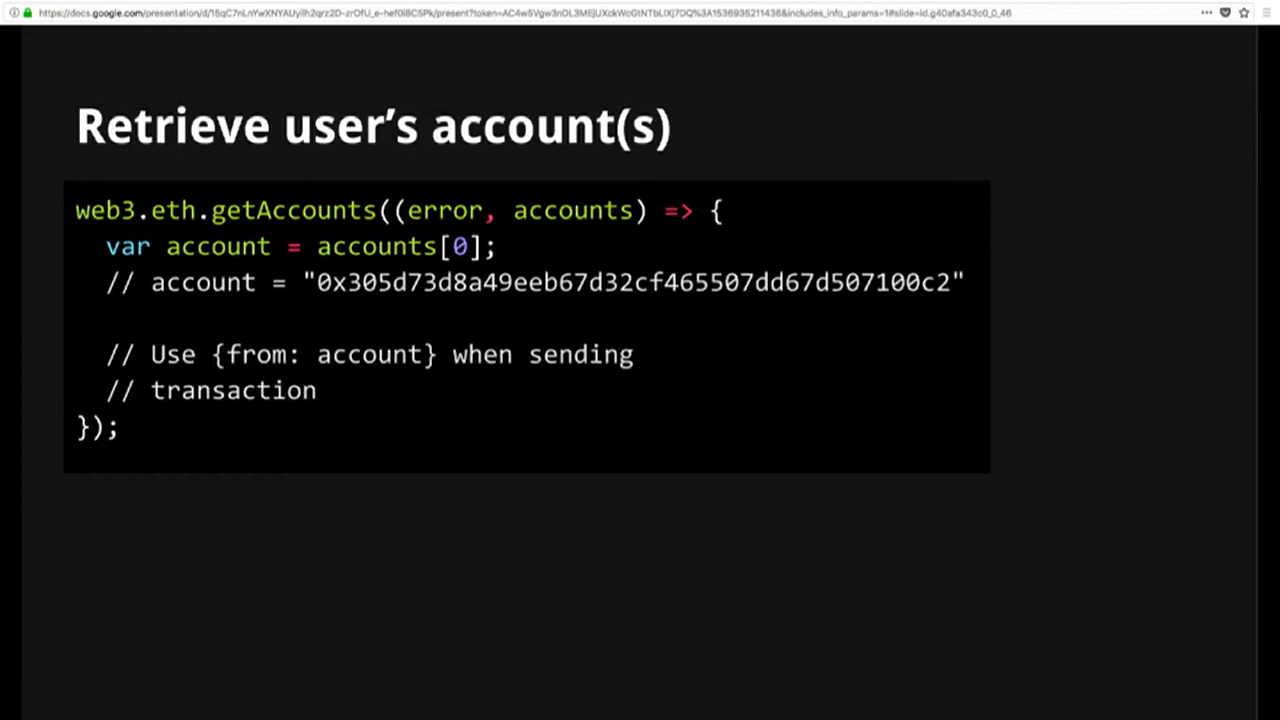 Retrieve user’s account(s)
web3.eth.getAccounts((error, accounts) => {
var account = accounts[0];
// account = "0x305d73d8a49eeb67d32cf465507dd67d507100c2"
// Use {from: account} when sending
// transaction
});